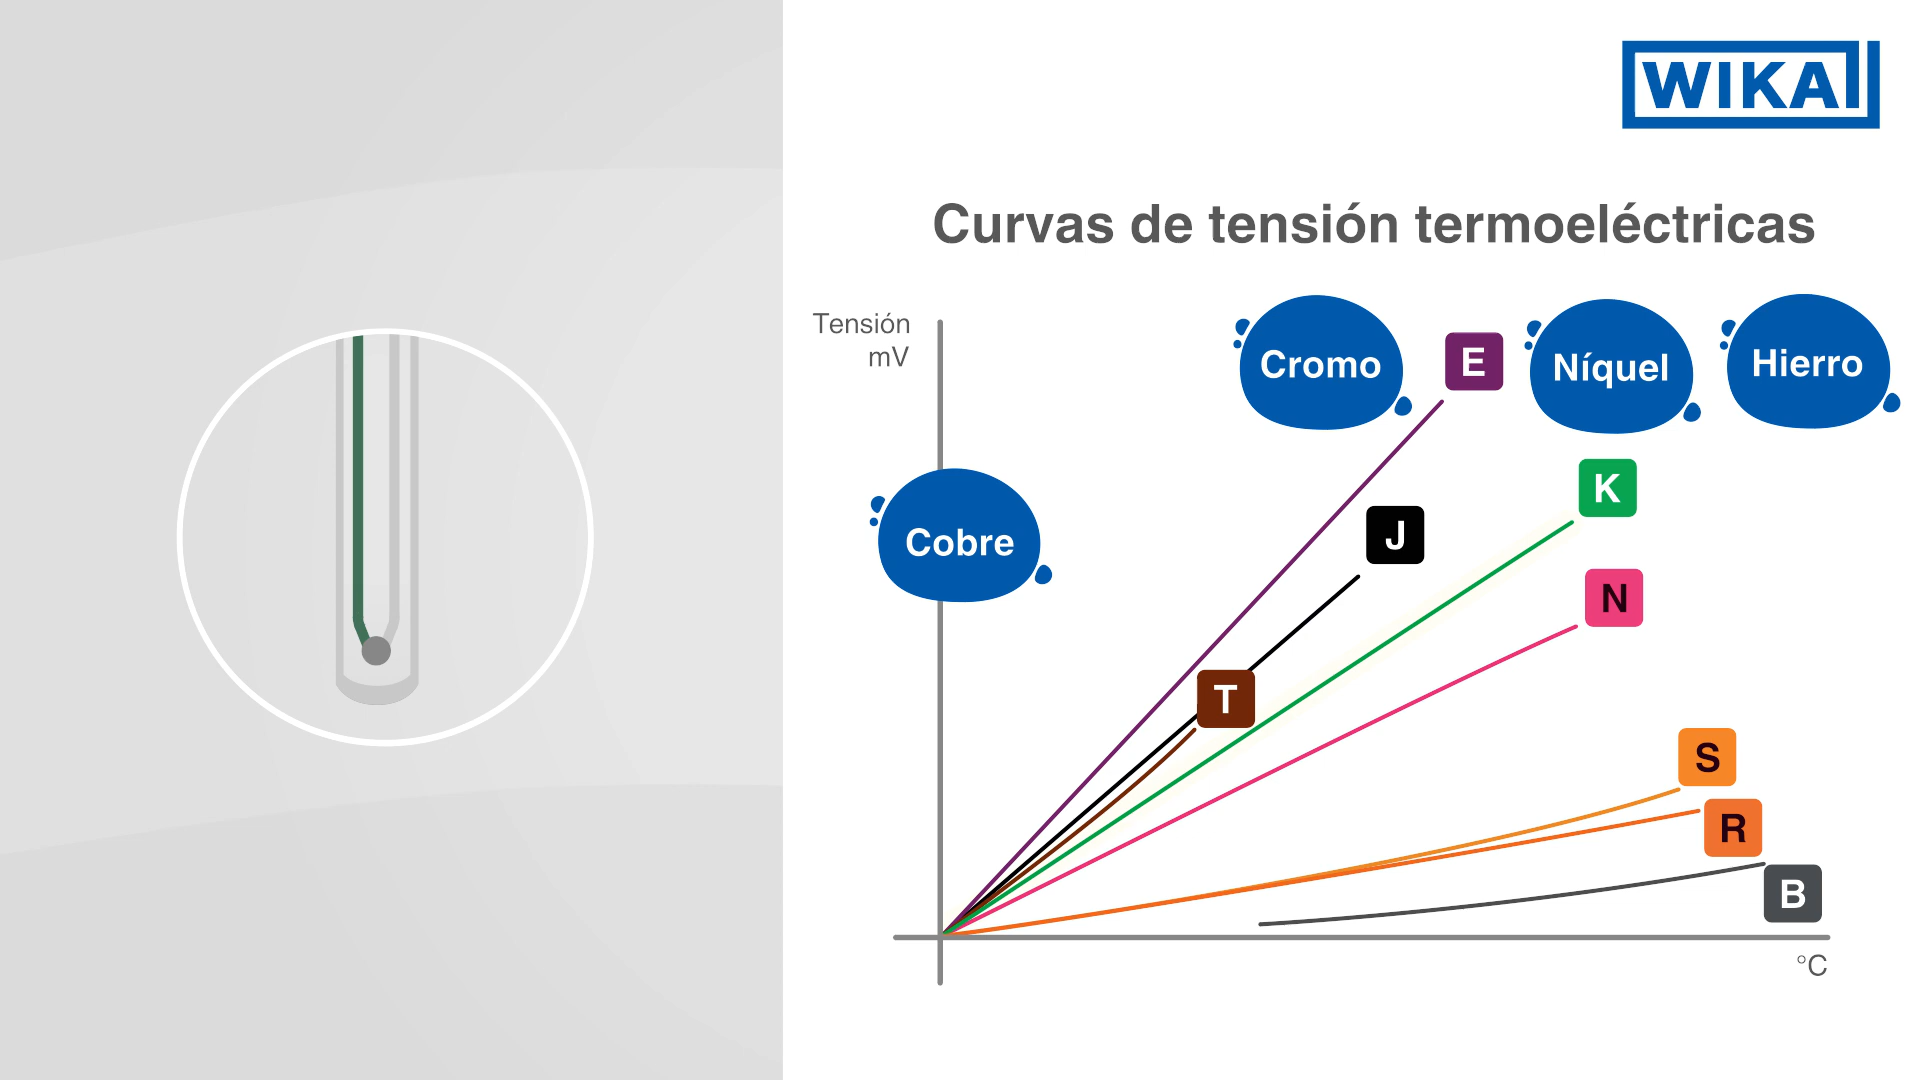 WIKA
Curvas de tensión termoeléctricas
Tensión
mV
Cromo
E
Níquel
Hierro
K
J
Cobre
N
T
S
R
B
°C